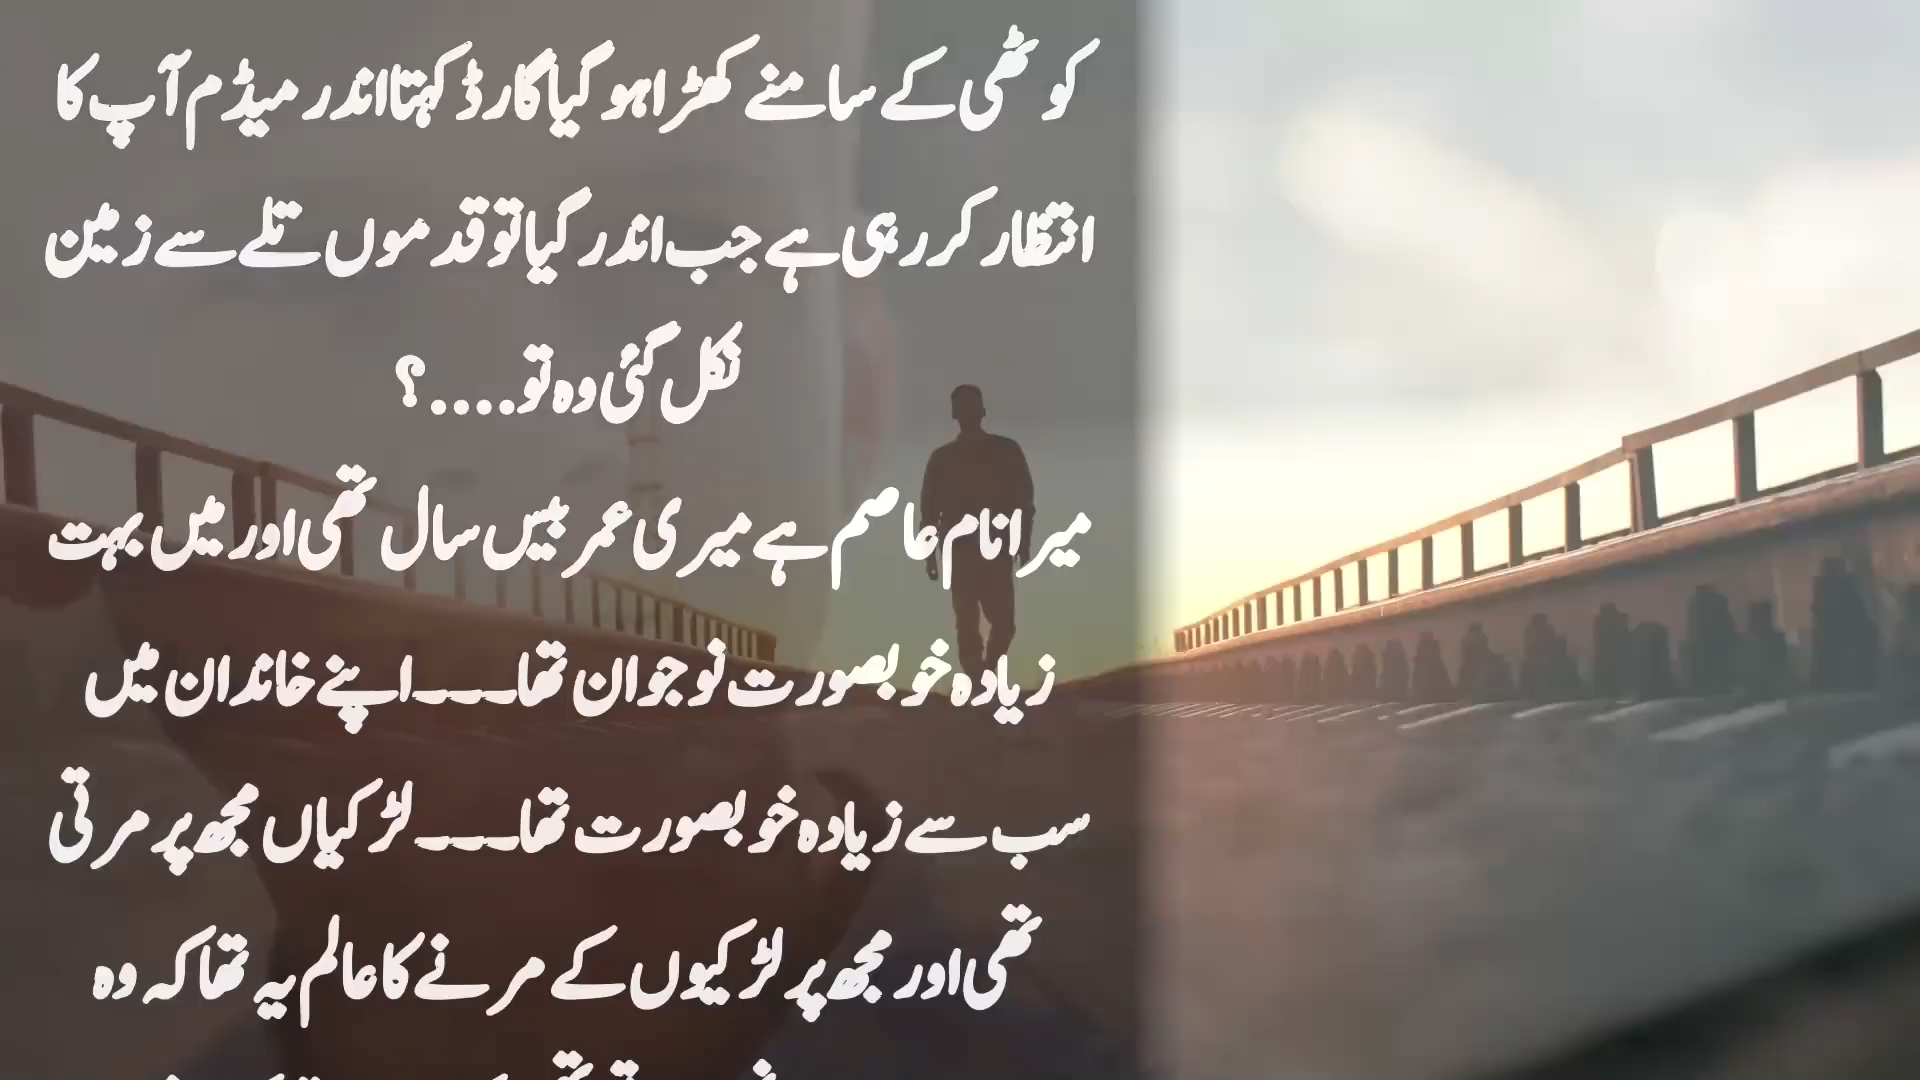 کوٹھی کے سامنے کھڑا ہو گیا گارڈ کہتا اندر میڈم آپ کا
انتظار کر رہی ہے جب اندر گیا تو قدموں تلے سے زمین
نکل گئی وہ تو....؟
میرا نام عاصم ہے میری عمر بیس سال تھی اور میں بہت
زیادہ خوبصورت نوجوان تھا۔۔۔اپنے خاندان میں
سب سے زیادہ خوبصورت تھا۔۔۔ لڑکیاں مجھ پر مرتی
تھی اور مجھ پر لڑکیوں کے مرنے کا عالم یہ تھا کہ وہ